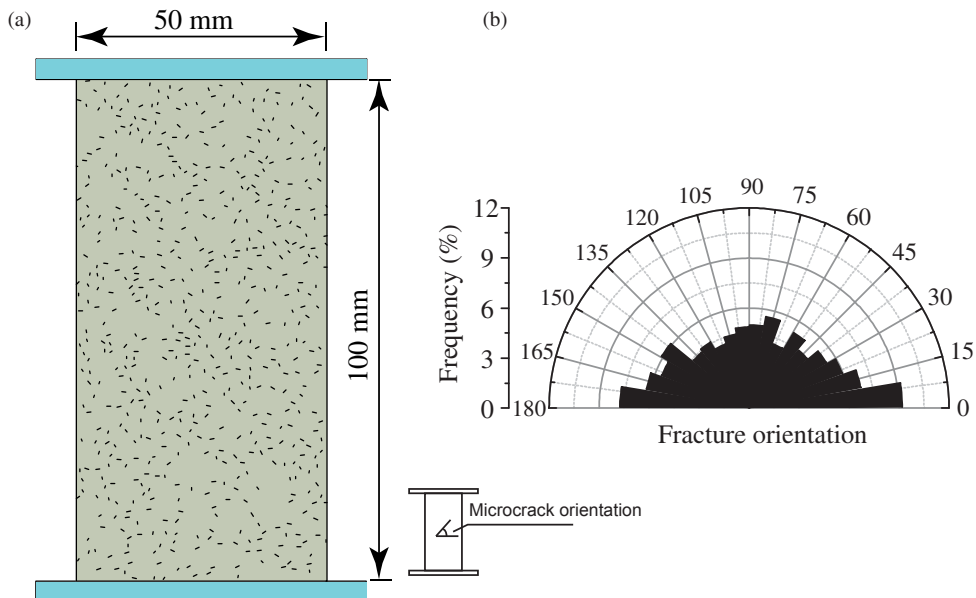 (a)
50 mm
100 mm
Microcrack orientation
(b)
Frequency (%)
12
9
6
3
0
180
165
150
135
120
105
90
75
60
45
30
15
0
Fracture orientation